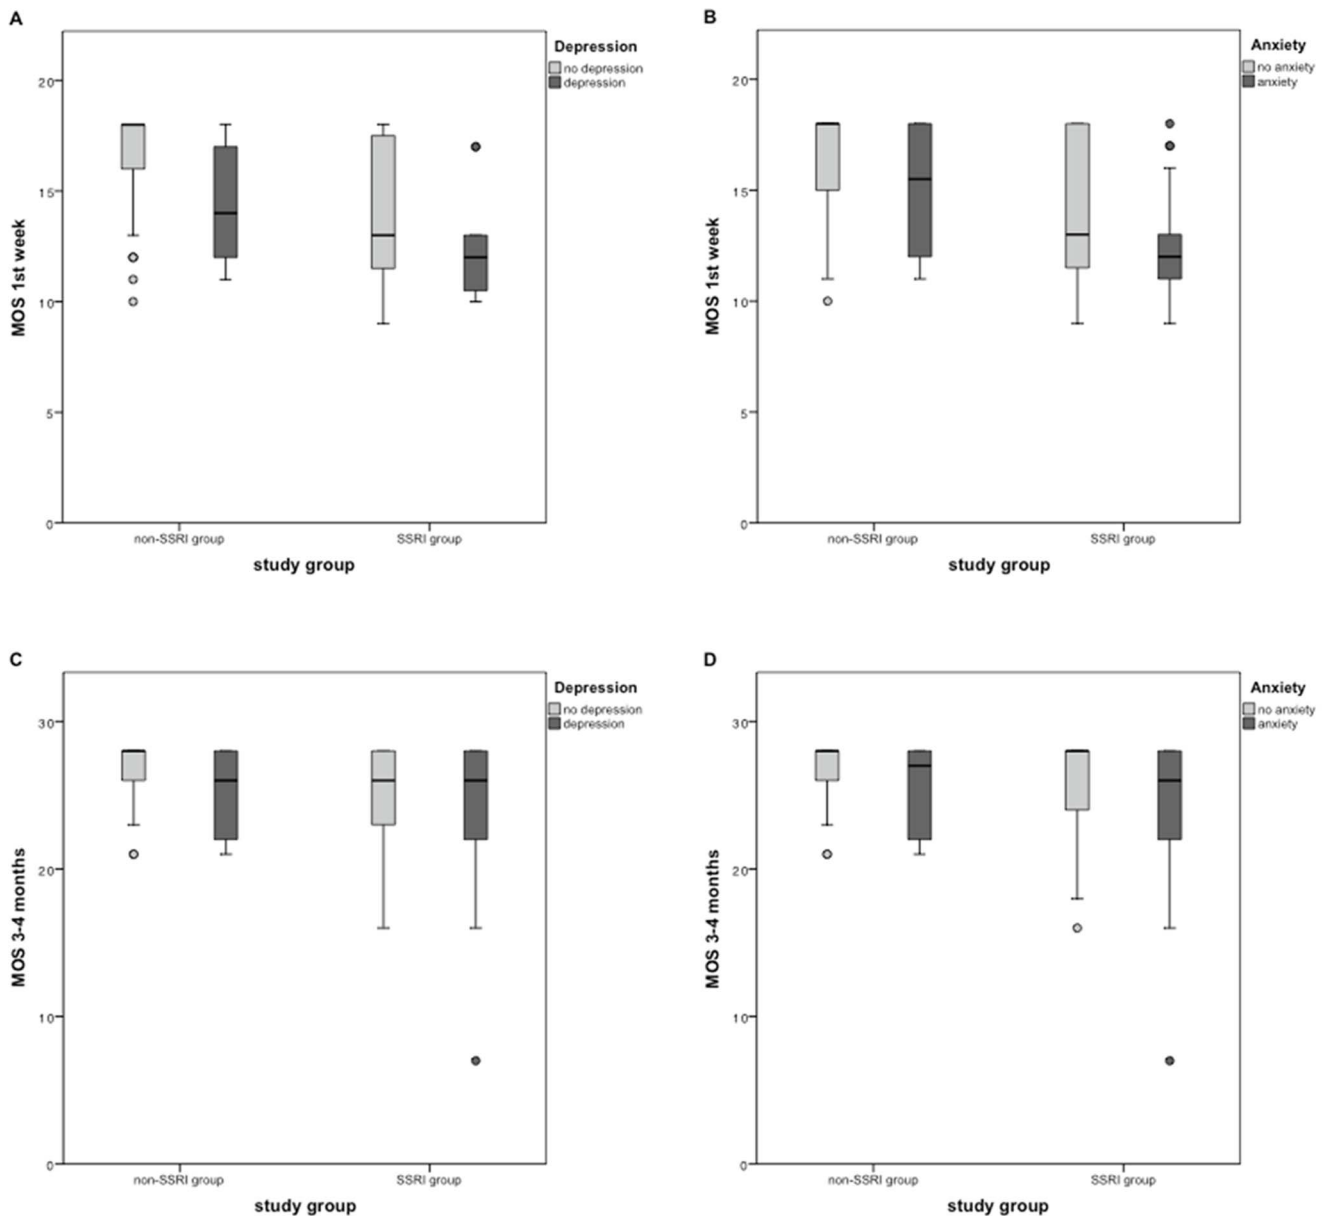 A
Depression
no depression
depression
20
15
10
5
0
MOS 1st week
non-SSRI group
SSRI group
study group
B
Anxiety
no anxiety
anxiety
20
15
10
5
0
MOS 1st week
non-SSRI group
SSRI group
study group
C
Depression
no depression
depression
30
20
10
0
MOS 3-4 months
non-SSRI group
SSRI group
study group
D
Anxiety
no anxiety
anxiety
30
20
10
0
MOS 3-4 months
non-SSRI group
SSRI group
study group